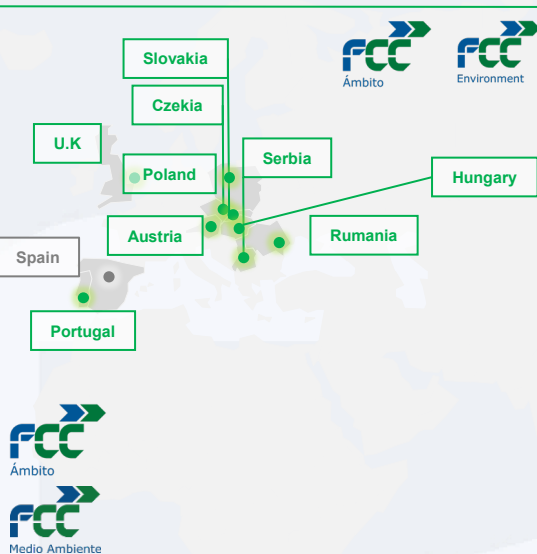 FCC
Ámbito
FCC
Environment
Slovakia
Czekia
U.K
Poland
Serbia
Hungary
Austria
Rumania
Spain
Portugal
FCC
Ámbito
FCC
Medio Ambiente